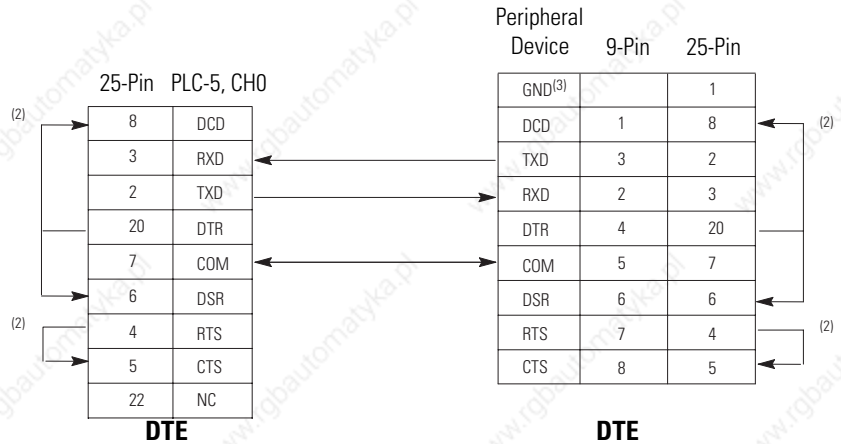 Peripheral
Device 9-Pin 25-Pin
25-Pin PLC-5, CH0
(2)
8 DCD
3 RXD
2 TXD
20 DTR
7 COM
6 DSR
(2)
4 RTS
5 CTS
22 NC
DTE
GND(3) 1
DCD 1 8
(2)
TXD 3 2
RXD 2 3
DTR 4 20
COM 5 7
DSR 6 6
RTS 7 4
(2)
CTS 8 5
DTE
www.rgbautomatyka.pl